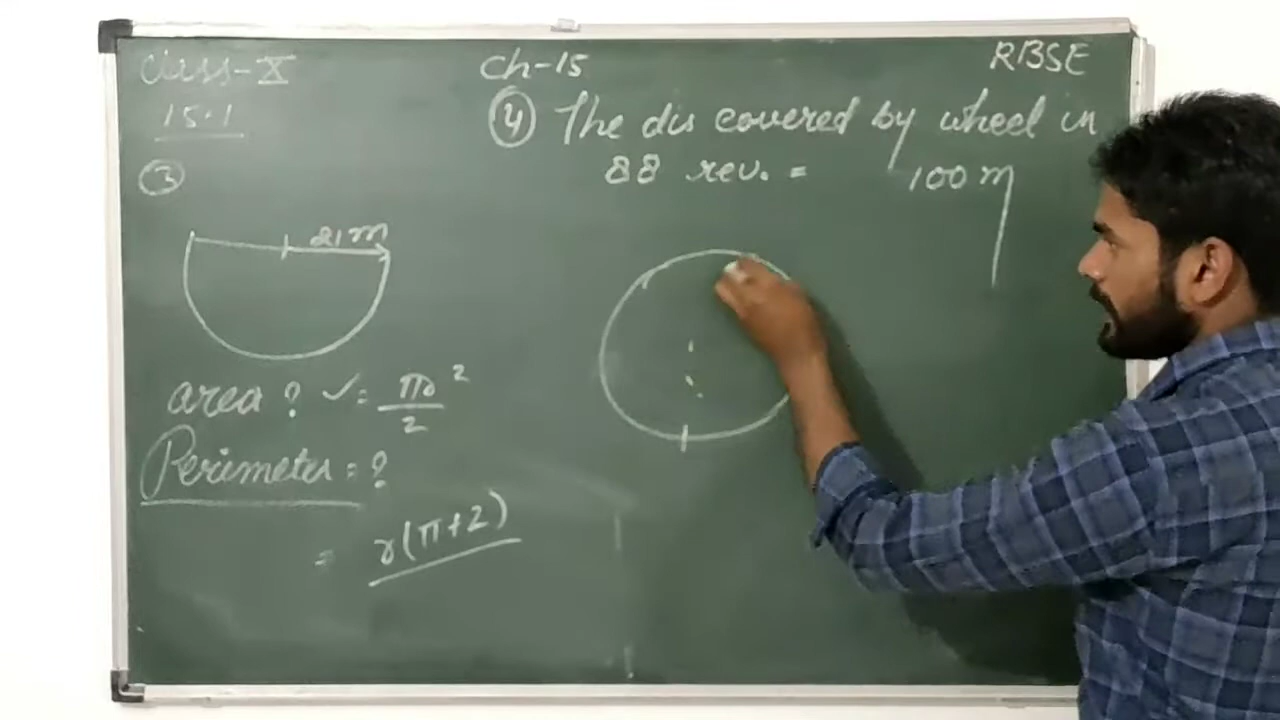 Class-X
Ch-15
RBSE
15.1
④ The dis covered by wheel in
88 rev. = 100 m
③
21 m
area ? ✓ = πr²/2
Perimeter = ?
= r(π+2)